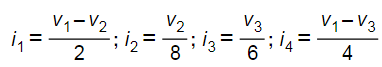 i₁ = (v₁−v₂)/2 ; i₂ = v₂/8 ; i₃ = v₃/6 ; i₄ = (v₁−v₃)/4